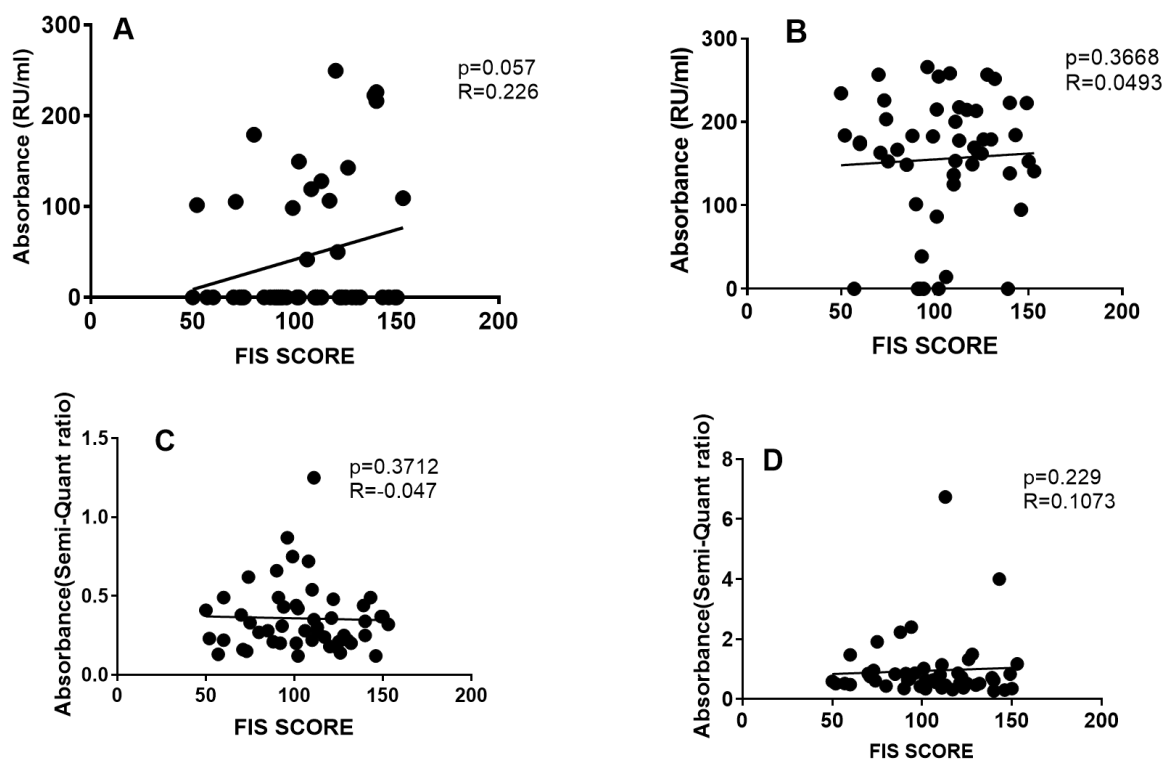 A
Absorbance (RU/ml)
300
200
100
0
p=0.057
R=0.226
0 50 100 150 200
FIS SCORE
B
Absorbance (RU/ml)
300
200
100
0
p=0.3668
R=0.0493
0 50 100 150 200
FIS SCORE
C
Absorbance(Semi-Quant ratio)
1.5
1.0
0.5
0.0
p=0.3712
R=-0.047
0 50 100 150 200
FIS SCORE
D
Absorbance(Semi-Quant ratio)
8
6
4
2
0
p=0.229
R=0.1073
0 50 100 150 200
FIS SCORE